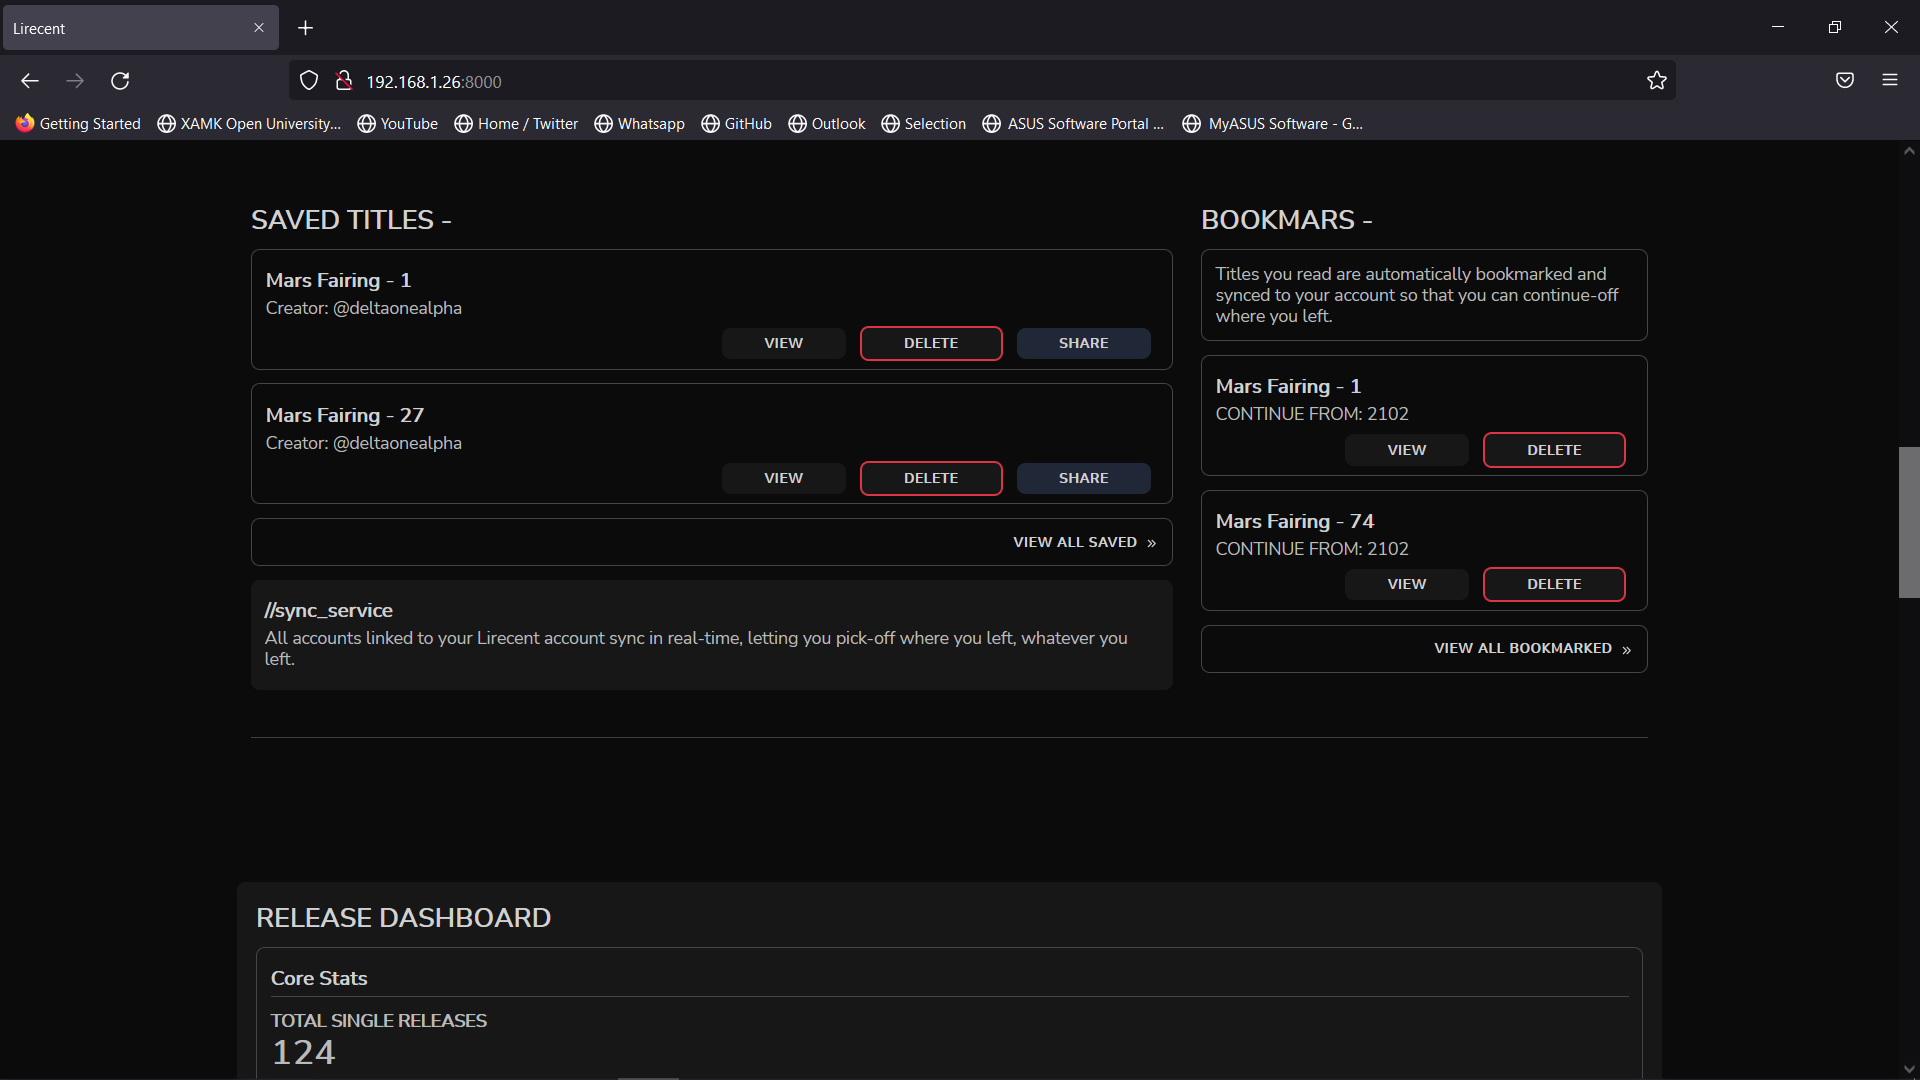 Lirecent
192.168.1.26:8000
Getting Started
XAMK Open University...
YouTube
Home / Twitter
Whatsapp
GitHub
Outlook
Selection
ASUS Software Portal ...
MyASUS Software - G...
SAVED TITLES -
Mars Fairing - 1
Creator: @deltaonealpha
VIEW
DELETE
SHARE
Mars Fairing - 27
Creator: @deltaonealpha
VIEW
DELETE
SHARE
VIEW ALL SAVED »
//sync_service
All accounts linked to your Lirecent account sync in real-time, letting you pick-off where you left, whatever you
left.
BOOKMARS -
Titles you read are automatically bookmarked and
synced to your account so that you can continue-off
where you left.
Mars Fairing - 1
CONTINUE FROM: 2102
VIEW
DELETE
Mars Fairing - 74
CONTINUE FROM: 2102
VIEW
DELETE
VIEW ALL BOOKMARKED »
RELEASE DASHBOARD
Core Stats
TOTAL SINGLE RELEASES
124